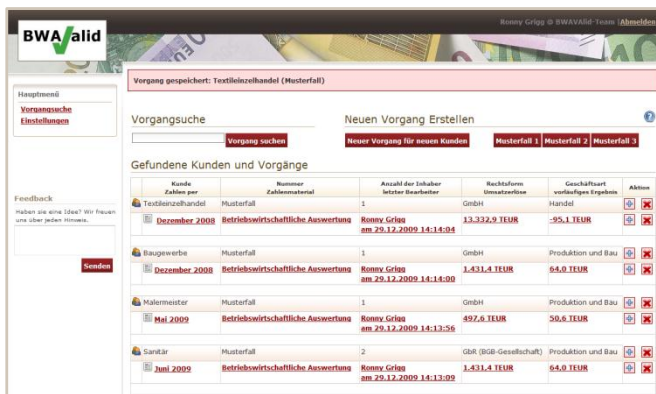 Ronny Grigg @ BWAVAlid-Team [Abmelden]
BWA alid
Vorgang gespeichert: Textileinzelhandel (Musterfall)
Hauptmenü
Vorgangsuche
Einstellungen
Vorgangsuche
Neuen Vorgang Erstellen
Vorgang suchen
Neuer Vorgang für neuen Kunden
Musterfall 1 Musterfall 2 Musterfall 3
Gefundene Kunden und Vorgänge
Kunde Nummer Anzahl der Inhaber Rechtsform Geschäftsart Aktion
Zahlen per Zahlenmaterial letzter Bearbeiter Umsatzerlöse vorläufiges Ergebnis
Textileinzelhandel Musterfall 1 GmbH Handel
Dezember 2008 Betriebswirtschaftliche Auswertung Ronny Grigg 13.332,9 TEUR -95,1 TEUR
am 29.12.2009 14:14:04
Baugewerbe Musterfall 1 GmbH Produktion und Bau
Dezember 2008 Betriebswirtschaftliche Auswertung Ronny Grigg 1.431,4 TEUR 64,0 TEUR
am 29.12.2009 14:14:00
Malermeister Musterfall 1 GmbH Produktion und Bau
Mai 2009 Betriebswirtschaftliche Auswertung Ronny Grigg 497,6 TEUR 50,6 TEUR
am 29.12.2009 14:13:56
Sanitär Musterfall 2 GbR (BGB-Gesellschaft) Produktion und Bau
Juni 2009 Betriebswirtschaftliche Auswertung Ronny Grigg 1.431,4 TEUR 64,0 TEUR
am 29.12.2009 14:13:09
Feedback
Haben sie eine Idee? Wir freuen
uns über jeden Hinweis.
Senden